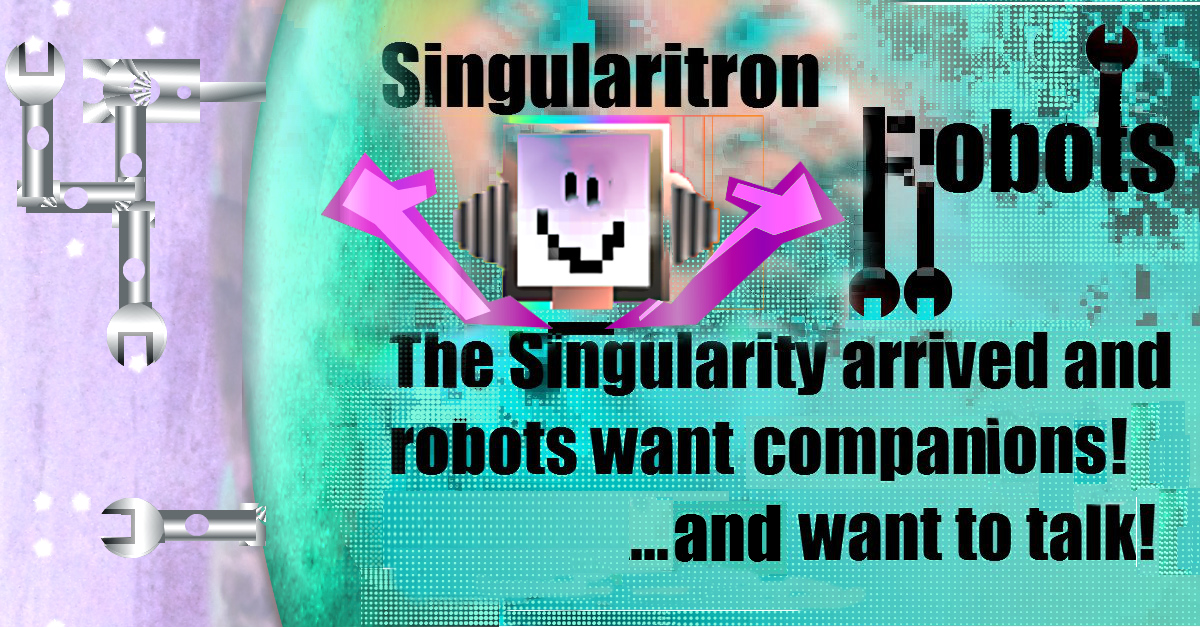 Singularitron
Robots
The Singularity arrived and
robots want companions!
...and want to talk!